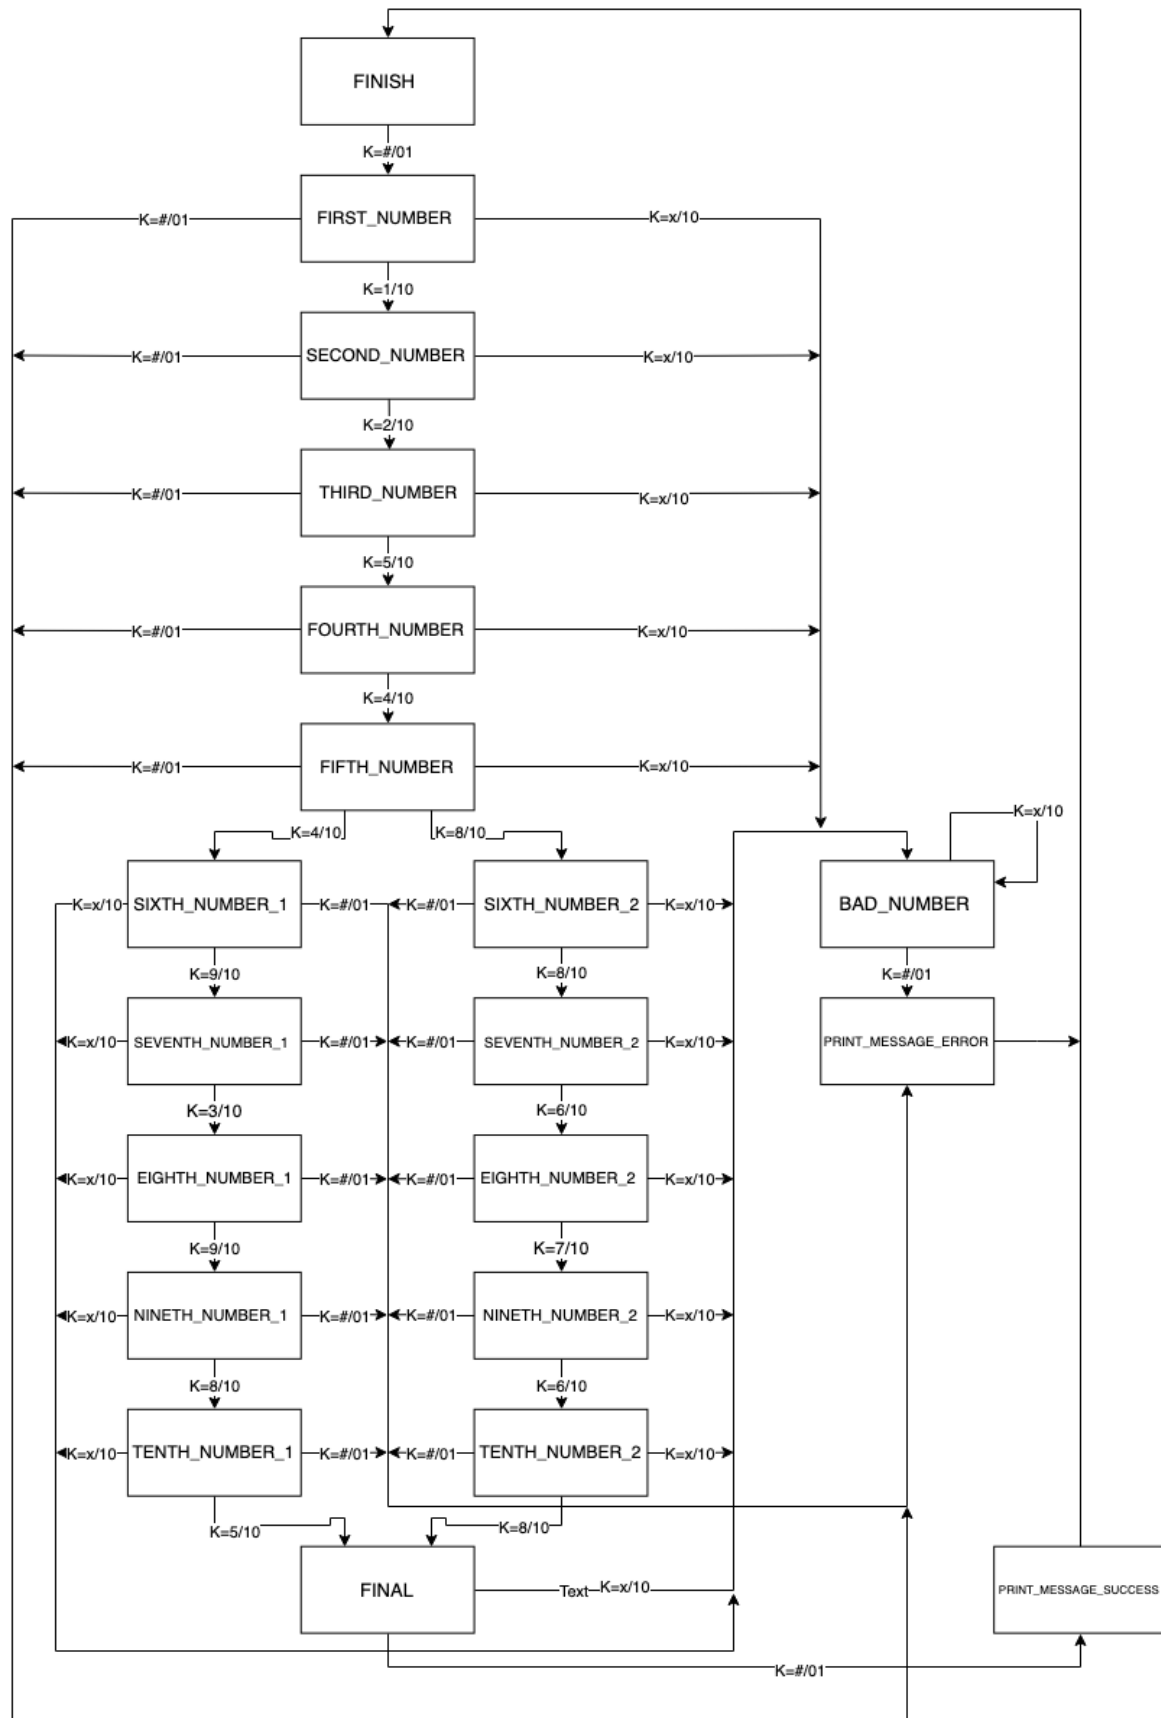 FINISH
K=#/01
K=#/01 FIRST_NUMBER K=x/10
K=1/10
K=#/01 SECOND_NUMBER K=x/10
K=2/10
K=#/01 THIRD_NUMBER K=x/10
K=5/10
K=#/01 FOURTH_NUMBER K=x/10
K=4/10
K=#/01 FIFTH_NUMBER K=x/10
K=4/10 K=8/10 K=x/10
K=x/10 SIXTH_NUMBER_1 K=#/01 K=#/01 SIXTH_NUMBER_2 K=x/10 BAD_NUMBER
K=9/10 K=8/10 K=#/01
K=x/10 SEVENTH_NUMBER_1 K=#/01 K=#/01 SEVENTH_NUMBER_2 K=x/10 PRINT_MESSAGE_ERROR
K=3/10 K=6/10
K=x/10 EIGHTH_NUMBER_1 K=#/01 K=#/01 EIGHTH_NUMBER_2 K=x/10
K=9/10 K=7/10
K=x/10 NINETH_NUMBER_1 K=#/01 K=#/01 NINETH_NUMBER_2 K=x/10
K=8/10 K=6/10
K=x/10 TENTH_NUMBER_1 K=#/01 K=#/01 TENTH_NUMBER_2 K=x/10
K=5/10 K=8/10
FINAL Text K=x/10 PRINT_MESSAGE_SUCCESS
K=#/01